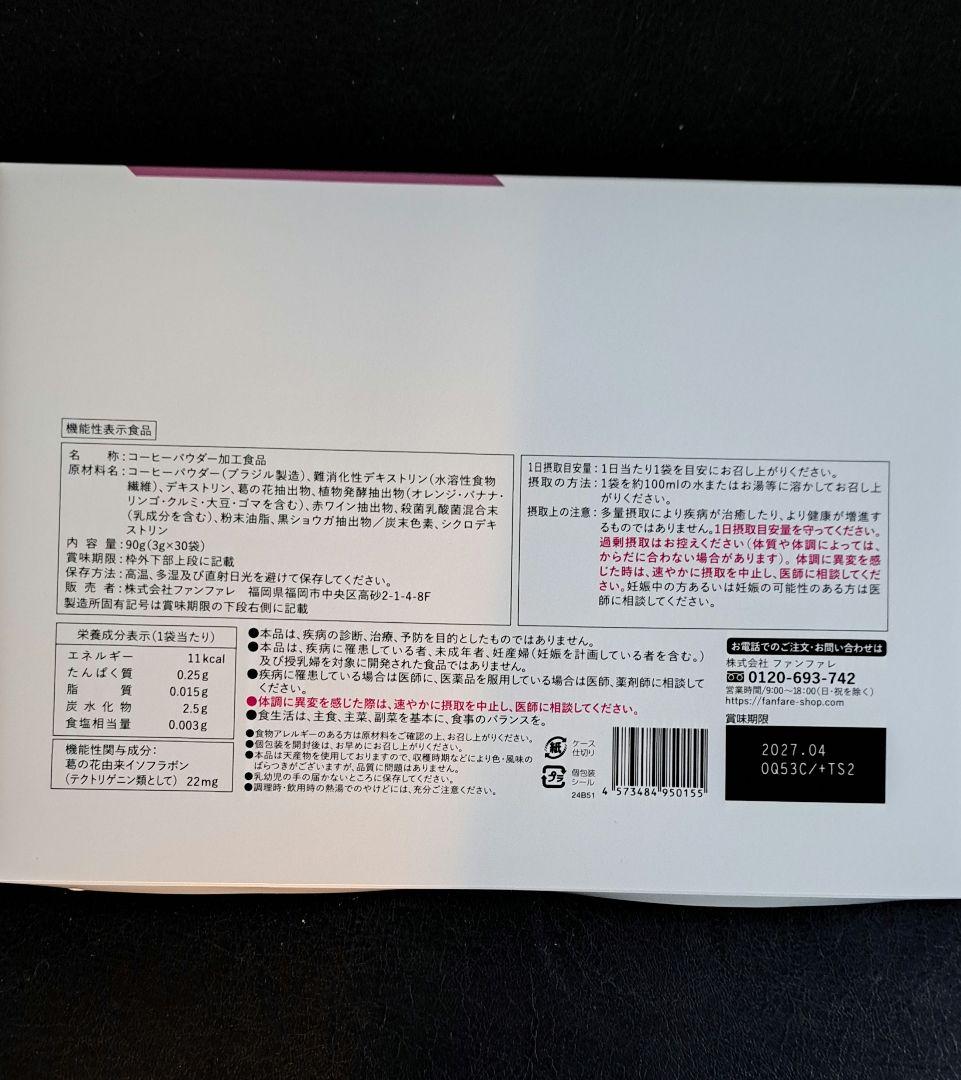 機能性表示食品
名　　称:コーヒーパウダー加工食品
原材料名:コーヒーパウダー(ブラジル製造)、難消化性デキストリン(水溶性食物
繊維)、デキストリン、葛の花抽出物、植物発酵抽出物(オレンジ・バナナ・
リンゴ・クルミ・大豆・ゴマを含む)、赤ワイン抽出物、殺菌乳酸菌混合末
(乳成分を含む)、粉末油脂、黒ショウガ抽出物/炭末色素、シクロデキ
ストリン
内 容 量:90g(3g×30袋)
賞味期限:枠外下部上段に記載
保存方法:高温、多湿及び直射日光を避けて保存してください。
販 売 者:株式会社ファンファレ　福岡県福岡市中央区高砂2-1-4-8F
製造所固有記号は賞味期限の下段右側に記載
1日摂取目安量:1日当たり1袋を目安にお召し上がりください。
摂取の方法:1袋を約100mlの水またはお湯等に溶かしてお召し上
がりください。
摂取上の注意:多量摂取により疾病が治癒したり、より健康が増進す
るものではありません。1日摂取目安量を守ってください。
過剰摂取はお控えください(体質や体調によっては、
からだに合わない場合があります)。体調に異変を感
じた時は、速やかに摂取を中止し、医師に相談してくだ
さい。妊娠中の方あるいは妊娠の可能性のある方は医
師に相談してください。
栄養成分表示(1袋当たり)
エネルギー 11kcal
たんぱく質 0.25g
脂　　質 0.015g
炭水化物 2.5g
食塩相当量 0.003g
機能性関与成分:
葛の花由来イソフラボン
(テクトリゲニン類として) 22mg
●本品は、疾病の診断、治療、予防を目的としたものではありません。
●本品は、疾病に罹患している者、未成年者、妊産婦(妊娠を計画している者を含む。)
及び授乳婦を対象に開発された食品ではありません。
●疾病に罹患している場合は医師に、医薬品を服用している場合は医師、薬剤師に相談して
ください。
●体調に異変を感じた際は、速やかに摂取を中止し、医師に相談してください。
●食生活は、主食、主菜、副菜を基本に、食事のバランスを。
●食物アレルギーのある方は原材料をご確認の上、お召し上がりください。
●個包装を開封後は、お早めにお召し上がりください。
●本品は天産物を使用しておりますので、収穫時期などにより色・風味の
ばらつきがございますが、品質に問題はありません。
●乳幼児の手の届かないところに保存してください。
●調理時・飲用時の熱湯でのやけどには、充分ご注意ください。
紙 ケース
仕切り
プラ 個包装
シール
24B51
4 573484 950155
お電話でのご注文・お問い合わせは
株式会社 ファンファレ
0120-693-742
営業時間/9:00〜18:00(日・祝を除く)
https://fanfare-shop.com
賞味期限
2027.04
0Q53C/+TS2